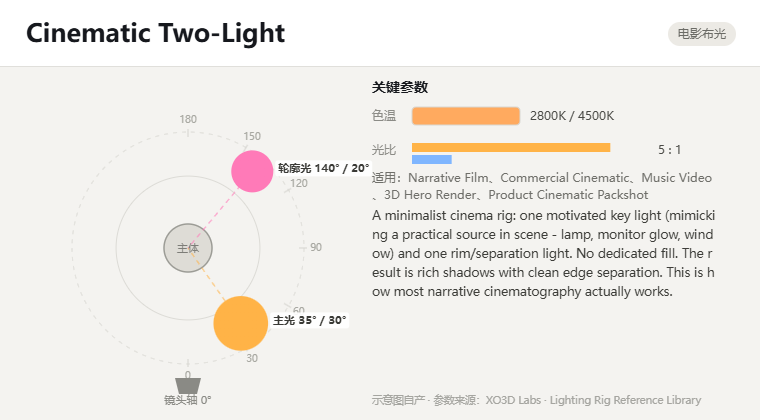 Cinematic Two-Light
电影布光
180
150
轮廓光 140° / 20°
120
90
主体
60
主光 35° / 30°
30
0
镜头轴 0°
关键参数
色温
2800K / 4500K
光比
5 : 1
适用：Narrative Film、Commercial Cinematic、Music Video
、3D Hero Render、Product Cinematic Packshot
A minimalist cinema rig: one motivated key light (mimicki
ng a practical source in scene - lamp, monitor glow, wind
ow) and one rim/separation light. No dedicated fill. The r
esult is rich shadows with clean edge separation. This is h
ow most narrative cinematography actually works.
示意图自产 · 参数来源：XO3D Labs · Lighting Rig Reference Library